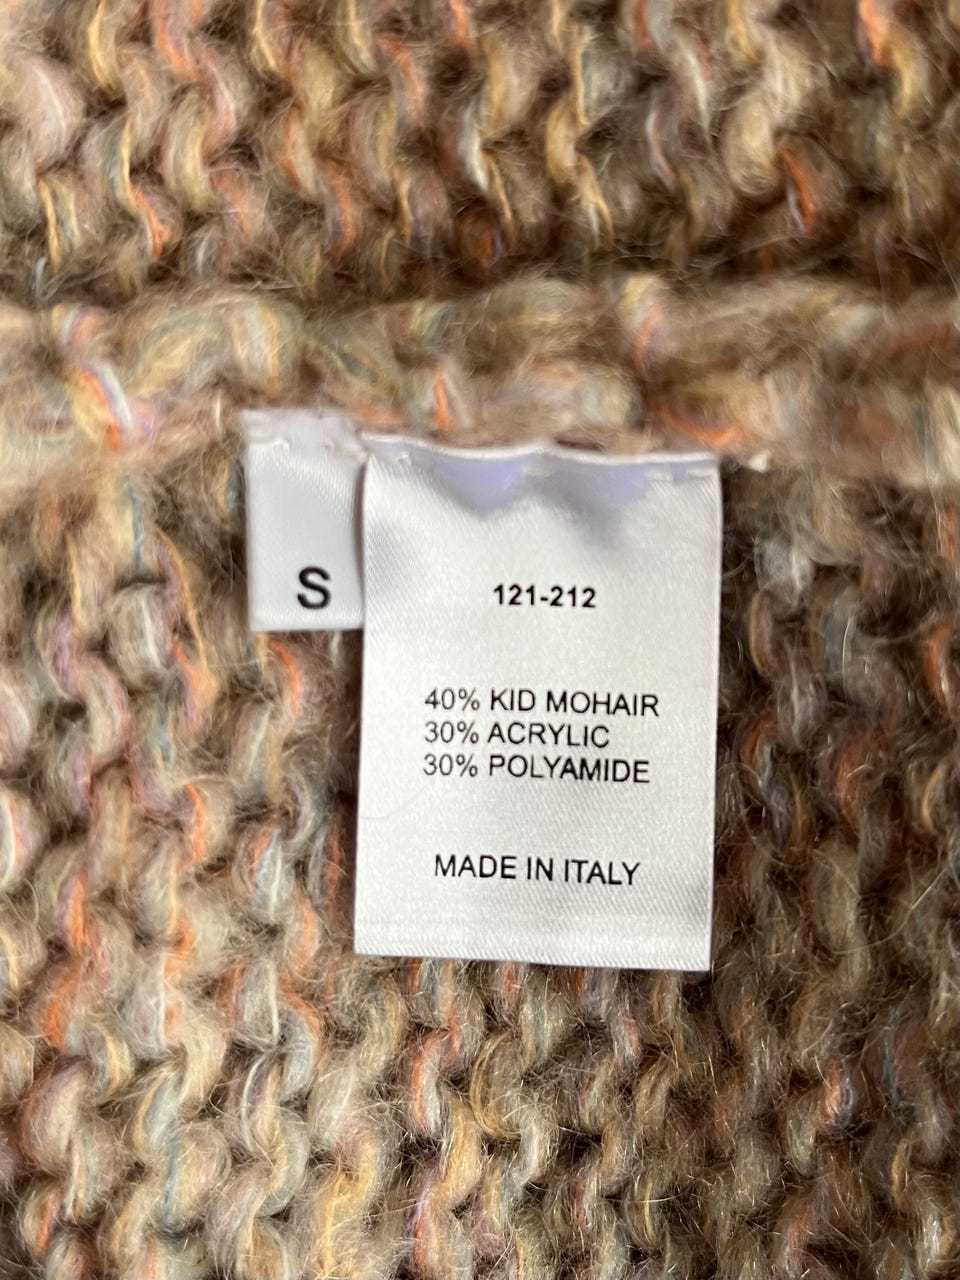 S
121-212
40% KID MOHAIR
30% ACRYLIC
30% POLYAMIDE
MADE IN ITALY